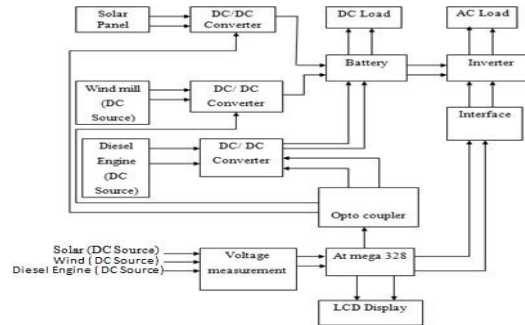 Solar
Panel
DC/DC
Converter
DC Load
AC Load
Battery
Inverter
Wind mill
(DC
Source)
DC/ DC
Converter
Interface
Diesel
Engine
(DC
Source)
DC/ DC
Converter
Opto coupler
Solar (DC Source)
Wind (DC Source)
Diesel Engine (DC Source)
Voltage
measurement
At mega 328
LCD Display